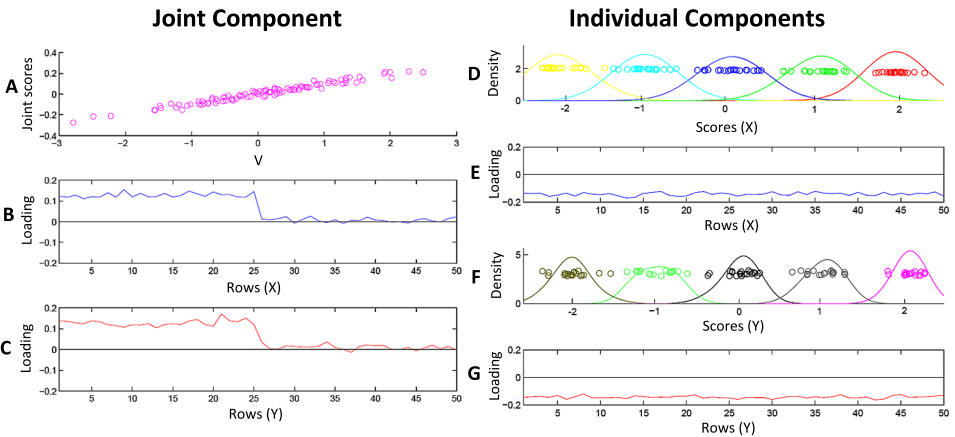 Joint Component
Individual Components
A
Joint scores
0.4
0.2
0
−0.2
−0.4
−3 −2 −1 0 1 2 3
V
B
Loading
0.2
0.1
0
−0.1
−0.2
5 10 15 20 25 30 35 40 45 50
Rows (X)
C
Loading
0.2
0.1
0
−0.1
−0.2
5 10 15 20 25 30 35 40 45 50
Rows (Y)
D
Density
2
0
-2 -1 0 1 2
Scores (X)
E
Loading
0.2
0
−0.2
5 10 15 20 25 30 35 40 45 50
Rows (X)
F
Density
5
0
-2 -1 0 1 2
Scores (Y)
G
Loading
0.2
0
−0.2
5 10 15 20 25 30 35 40 45 50
Rows (Y)